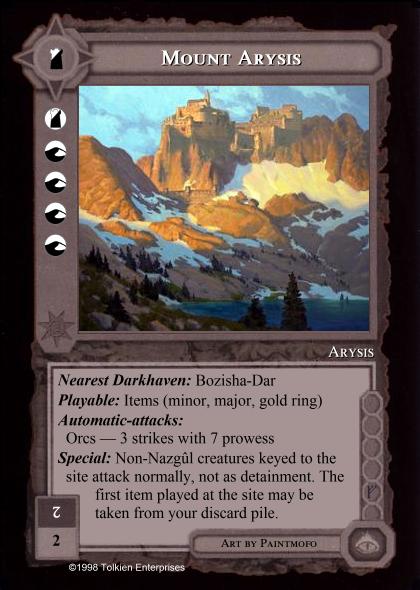 Mount Arysis
Arysis
Nearest Darkhaven: Bozisha-Dar
Playable: Items (minor, major, gold ring)
Automatic-attacks:
Orcs — 3 strikes with 7 prowess
Special: Non-Nazgûl creatures keyed to the
site attack normally, not as detainment. The
first item played at the site may be
taken from your discard pile.
2
2
Art by Paintmofo
©1998 Tolkien Enterprises